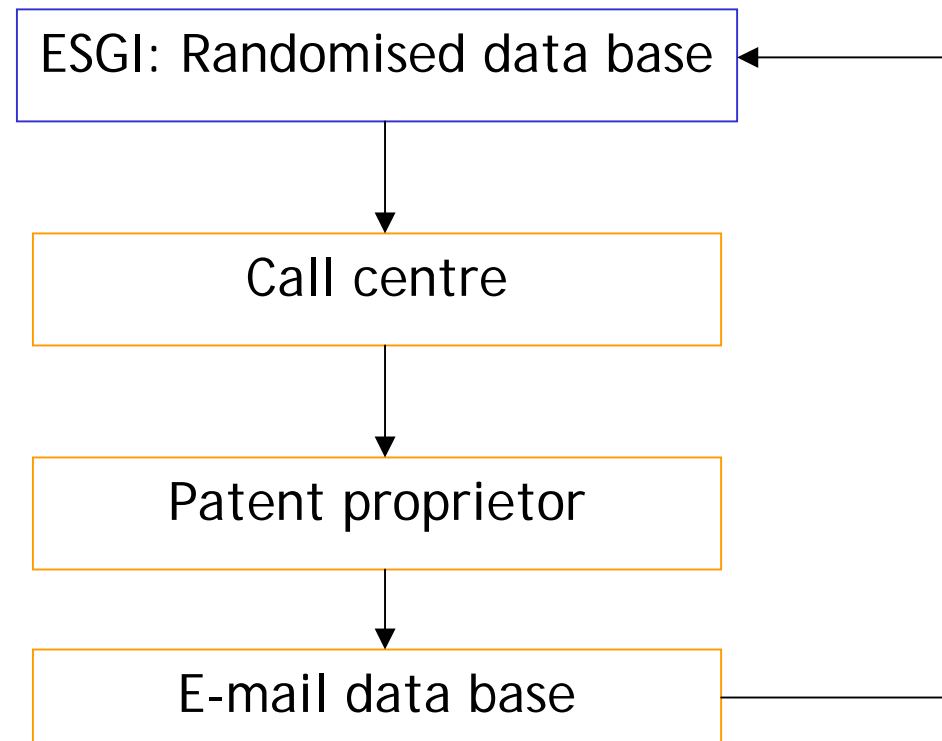 ESGI: Randomised data base
Call centre
Patent proprietor
E-mail data base